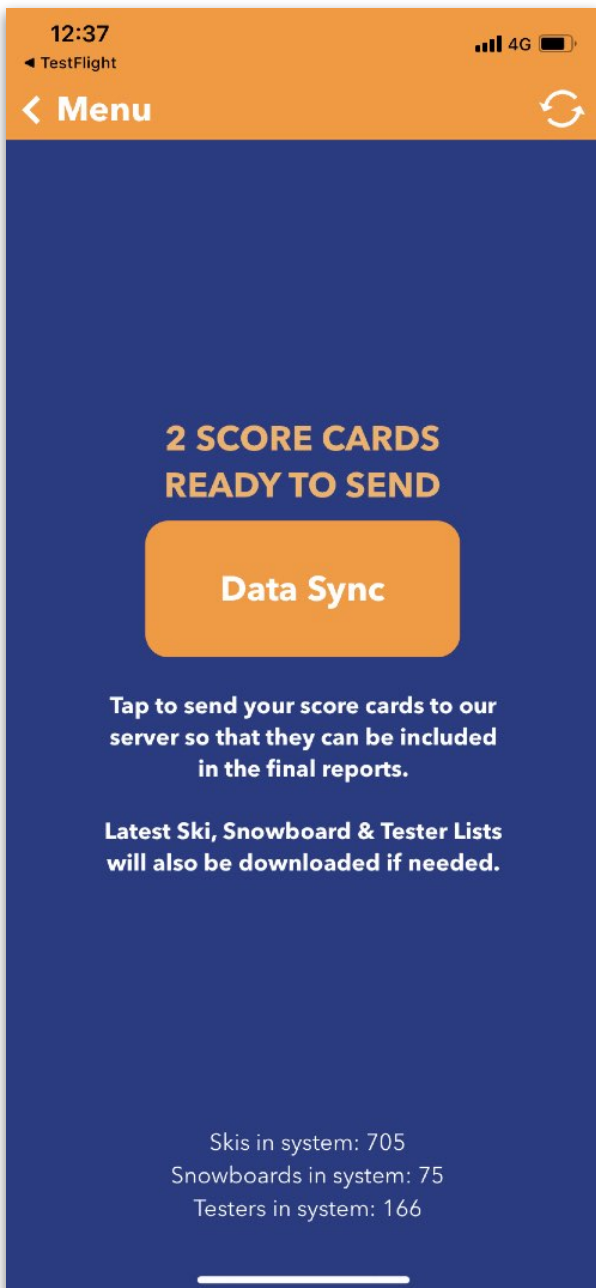 12:37
4G
TestFlight
Menu
2 SCORE CARDS
READY TO SEND
Data Sync
Tap to send your score cards to our
server so that they can be included
in the final reports.
Latest Ski, Snowboard & Tester Lists
will also be downloaded if needed.
Skis in system: 705
Snowboards in system: 75
Testers in system: 166